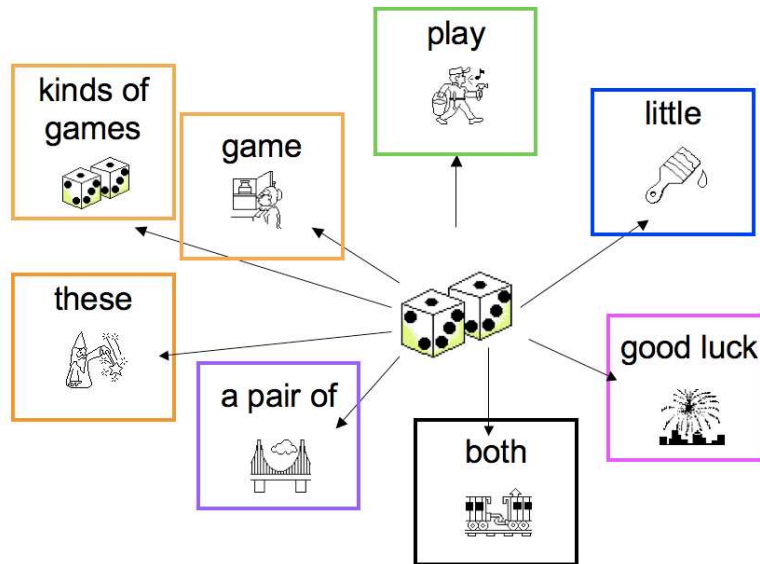 play
kinds of
games
game
little
these
good luck
a pair of
both